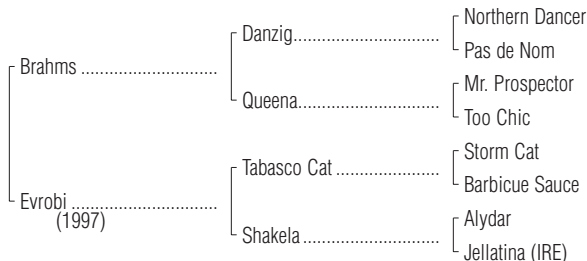 Northern Dancer
Danzig......................................
Pas de Nom
Brahms ...................................
Mr. Prospector
Queena.....................................
Too Chic
Storm Cat
Tabasco Cat ...........................
Barbicue Sauce
Evrobi .....................................
(1997)
Alydar
Shakela ...................................
Jellatina (IRE)